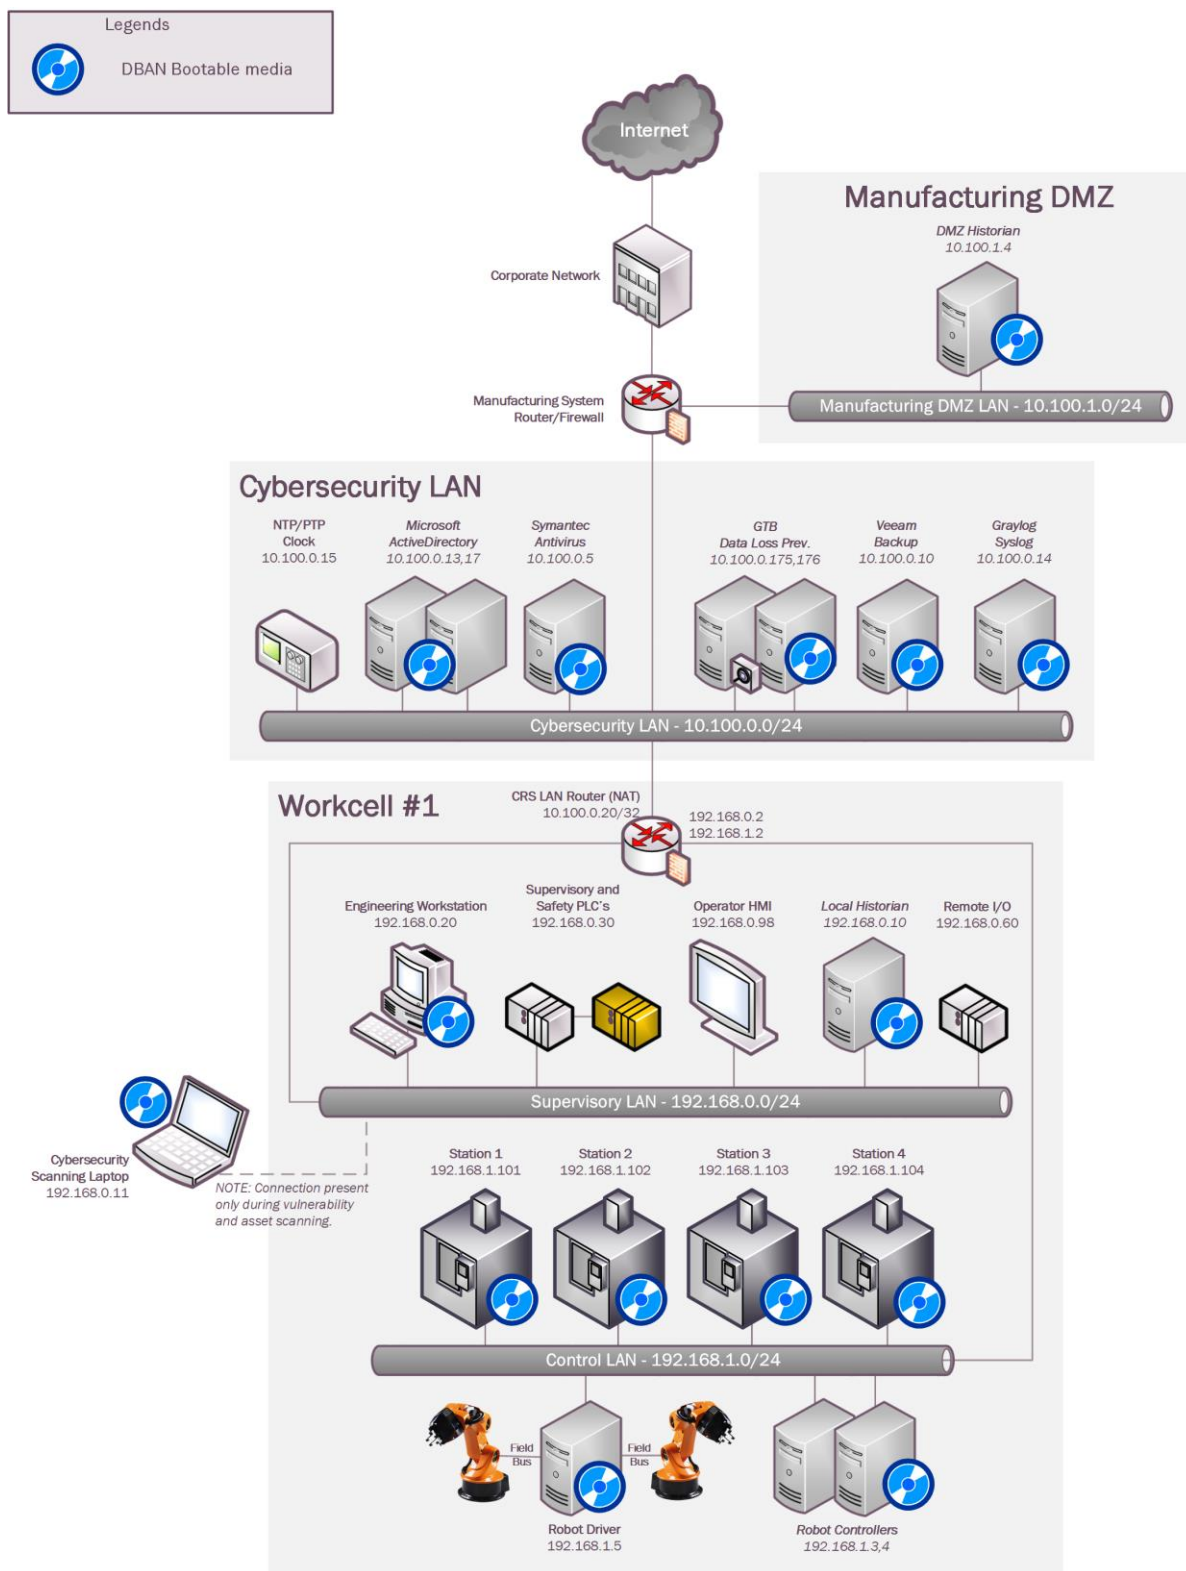 Legends
DBAN Bootable media
Internet
Manufacturing DMZ
DMZ Historian
10.100.1.4
Corporate Network
Manufacturing System
Router/Firewall
Manufacturing DMZ LAN - 10.100.1.0/24
Cybersecurity LAN
NTP/PTP
Clock
10.100.0.15
Microsoft
ActiveDirectory
10.100.0.13,17
Symantec
Antivirus
10.100.0.5
GTB
Data Loss Prev.
10.100.0.175,176
Veeam
Backup
10.100.0.10
Graylog
Syslog
10.100.0.14
Cybersecurity LAN - 10.100.0.0/24
Workcell #1
CRS LAN Router (NAT)
10.100.0.20/32
192.168.0.2
192.168.1.2
Engineering Workstation
192.168.0.20
Supervisory and
Safety PLC's
192.168.0.30
Operator HMI
192.168.0.98
Local Historian
192.168.0.10
Remote I/O
192.168.0.60
Supervisory LAN - 192.168.0.0/24
Cybersecurity
Scanning Laptop
192.168.0.11
NOTE: Connection present
only during vulnerability
and asset scanning.
Station 1
192.168.1.101
Station 2
192.168.1.102
Station 3
192.168.1.103
Station 4
192.168.1.104
Control LAN - 192.168.1.0/24
Field
Bus
Field
Bus
Robot Driver
192.168.1.5
Robot Controllers
192.168.1.3,4